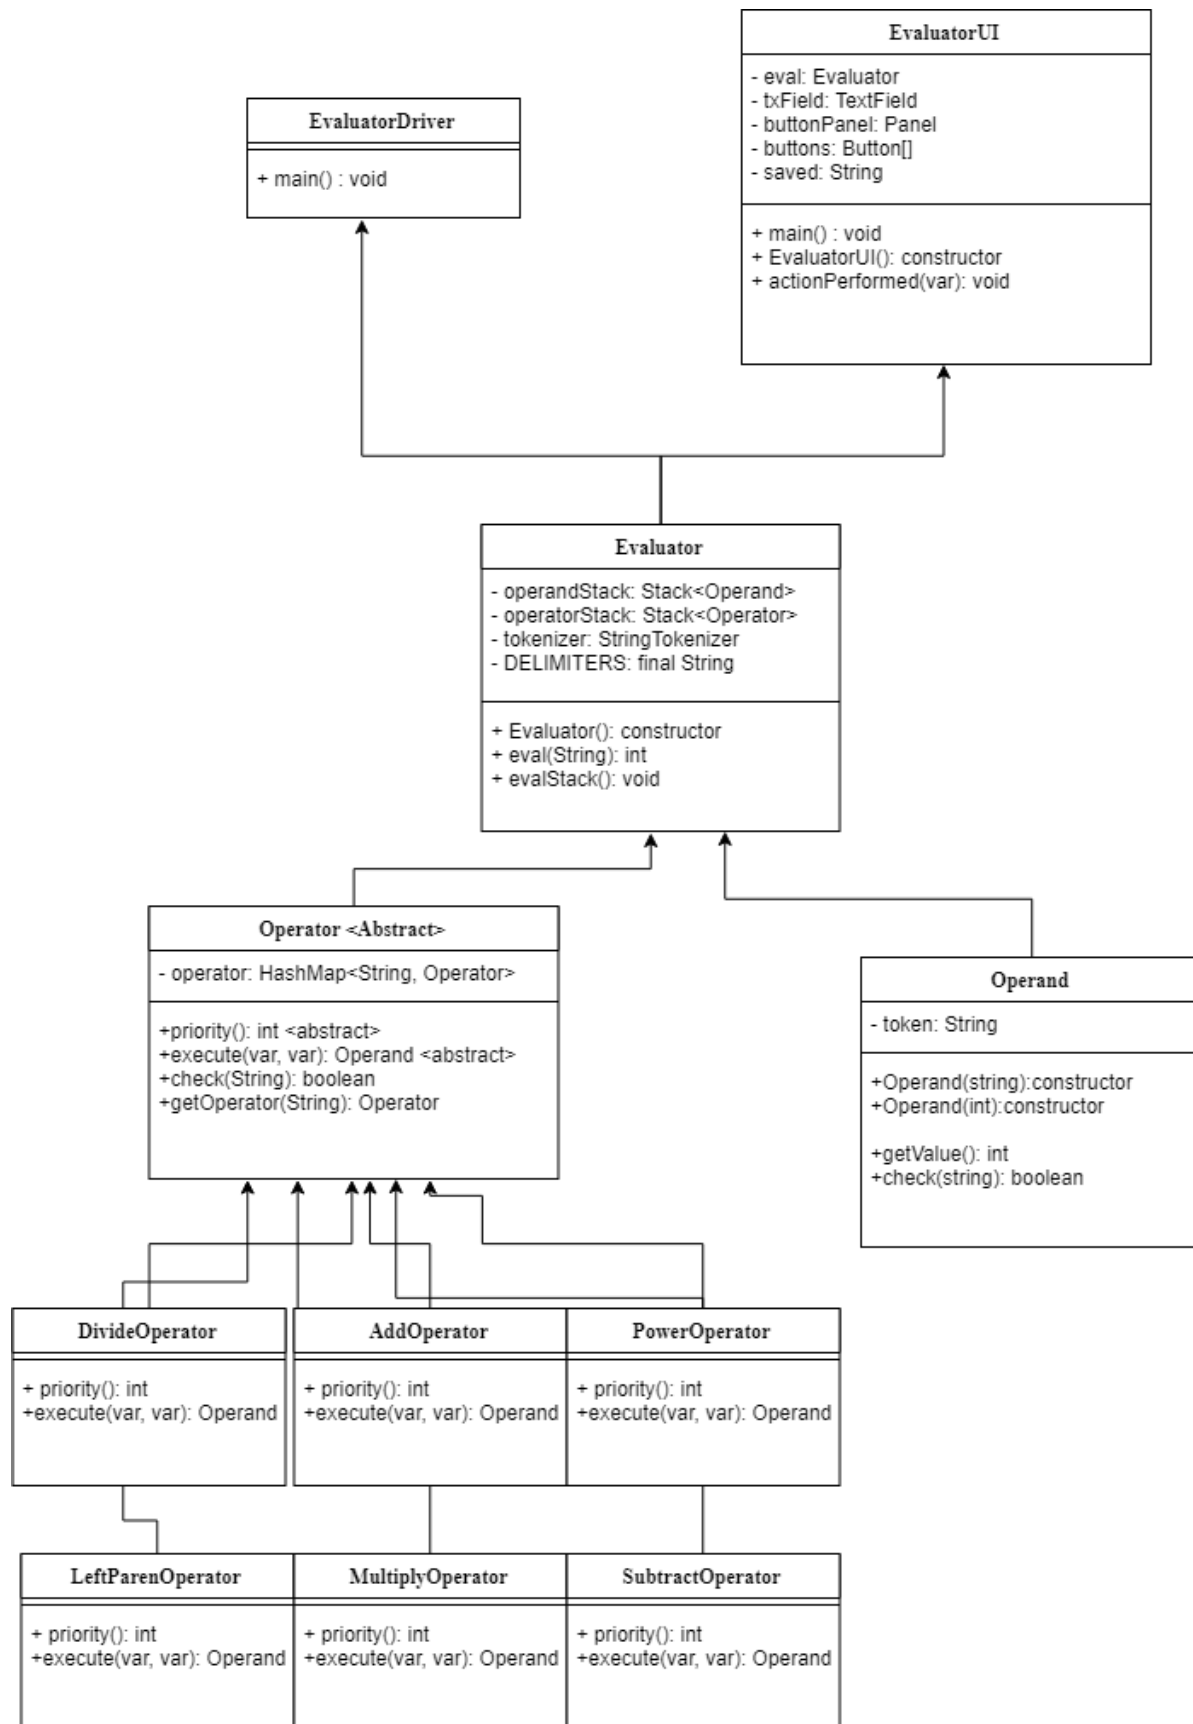 EvaluatorUI
- eval: Evaluator
- txField: TextField
- buttonPanel: Panel
- buttons: Button[]
- saved: String
+ main() : void
+ EvaluatorUI(): constructor
+ actionPerformed(var): void
EvaluatorDriver
+ main() : void
Evaluator
- operandStack: Stack<Operand>
- operatorStack: Stack<Operator>
- tokenizer: StringTokenizer
- DELIMITERS: final String
+ Evaluator(): constructor
+ eval(String): int
+ evalStack(): void
Operator <Abstract>
- operator: HashMap<String, Operator>
+priority(): int <abstract>
+execute(var, var): Operand <abstract>
+check(String): boolean
+getOperator(String): Operator
Operand
- token: String
+Operand(string):constructor
+Operand(int):constructor
+getValue(): int
+check(string): boolean
DivideOperator
+ priority(): int
+execute(var, var): Operand
AddOperator
+ priority(): int
+execute(var, var): Operand
PowerOperator
+ priority(): int
+execute(var, var): Operand
LeftParenOperator
+ priority(): int
+execute(var, var): Operand
MultiplyOperator
+ priority(): int
+execute(var, var): Operand
SubtractOperator
+ priority(): int
+execute(var, var): Operand